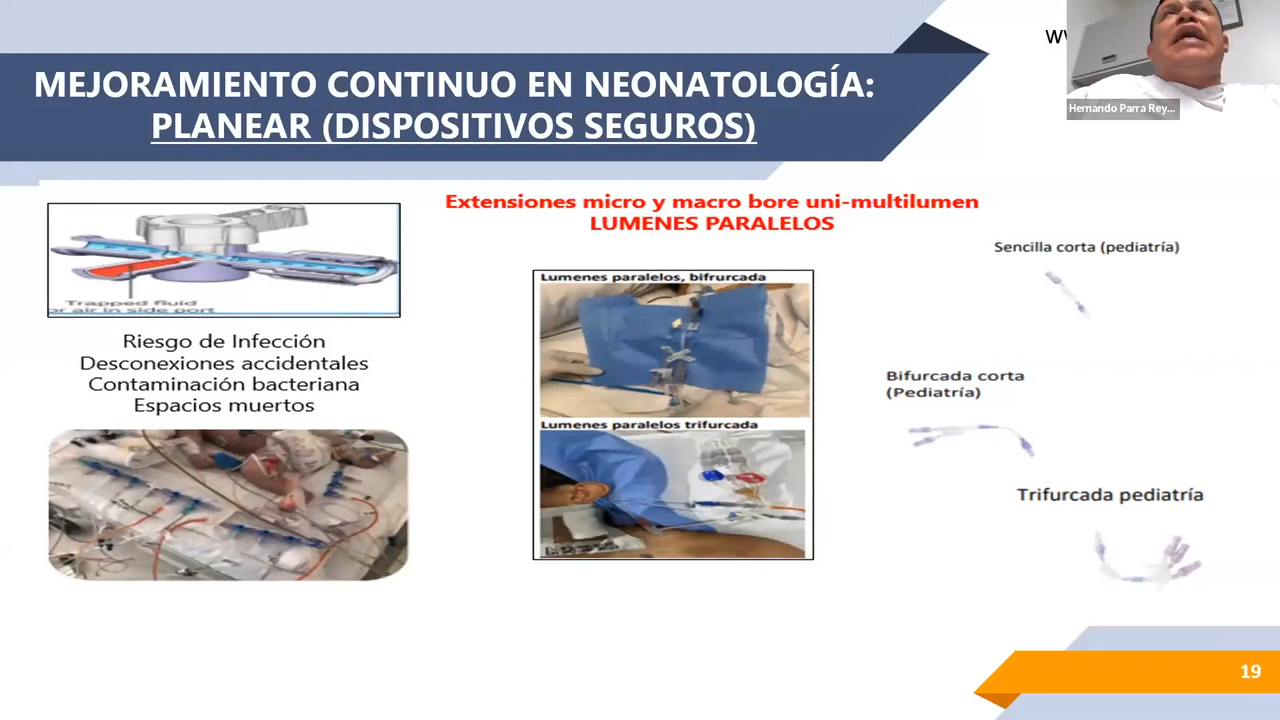 MEJORAMIENTO CONTINUO EN NEONATOLOGÍA:
PLANEAR (DISPOSITIVOS SEGUROS)
Hernando Parra Rey...
Extensiones micro y macro bore uni-multilumen
LUMENES PARALELOS
Trapped fluid
or air in side port
Riesgo de Infección
Desconexiones accidentales
Contaminación bacteriana
Espacios muertos
Lumenes paralelos, bifrurcada
Lumenes paralelos trifurcada
Sencilla corta (pediatría)
Bifurcada corta
(Pediatría)
Trifurcada pediatría
19